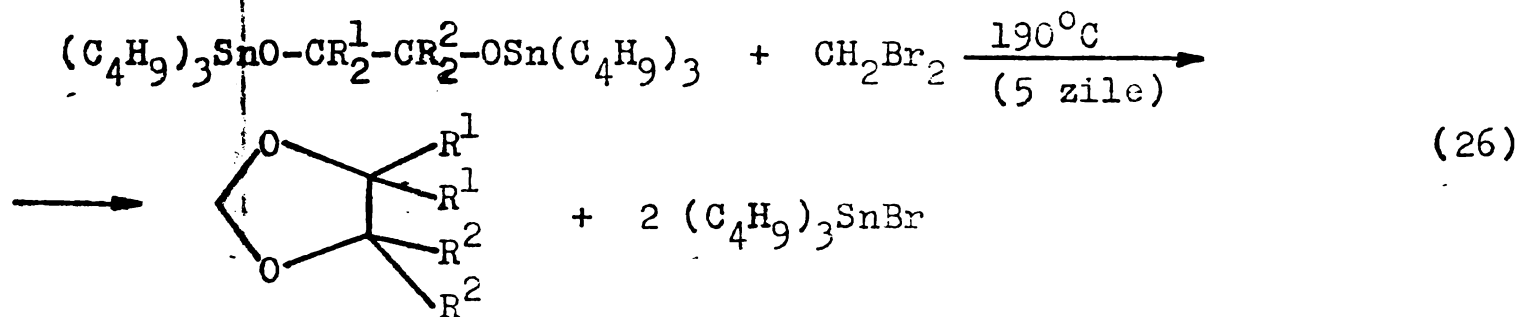 (C₄H₉)₃SnO-CR¹₂-CR²₂-OSn(C₄H₉)₃ + CH₂Br₂ 190°C
(5 zile)
O R¹
R¹ (26)
+ 2 (C₄H₉)₃SnBr
O R²
R²